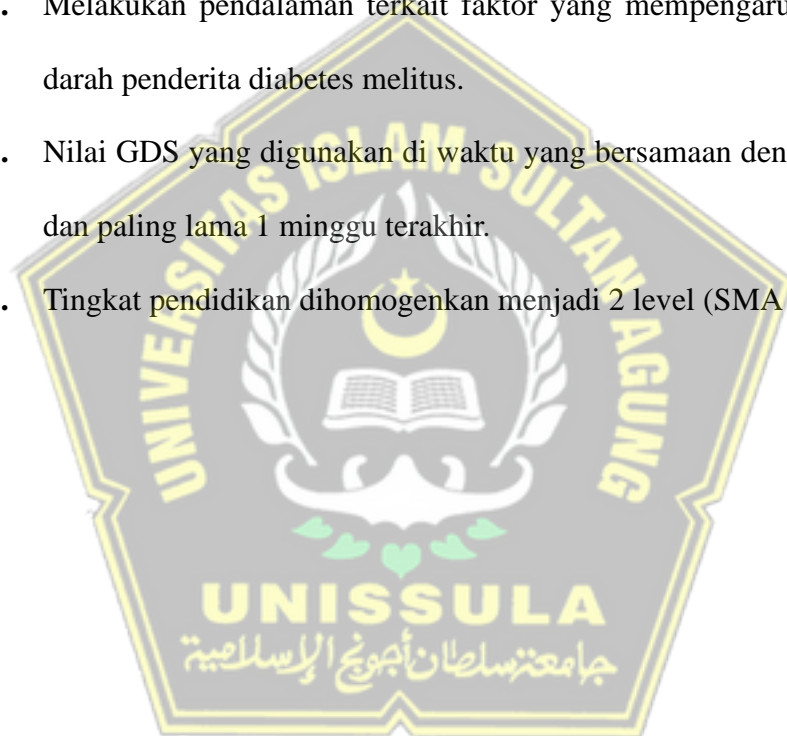 . Melakukan pendalaman terkait faktor yang mempengaru
darah penderita diabetes melitus.
. Nilai GDS yang digunakan di waktu yang bersamaan den
dan paling lama 1 minggu terakhir.
. Tingkat pendidikan dihomogenkan menjadi 2 level (SMA
UNIVERSITAS ISLAM SULTAN AGUNG
UNISSULA
جامعتسلطان أجونج الإسلامية